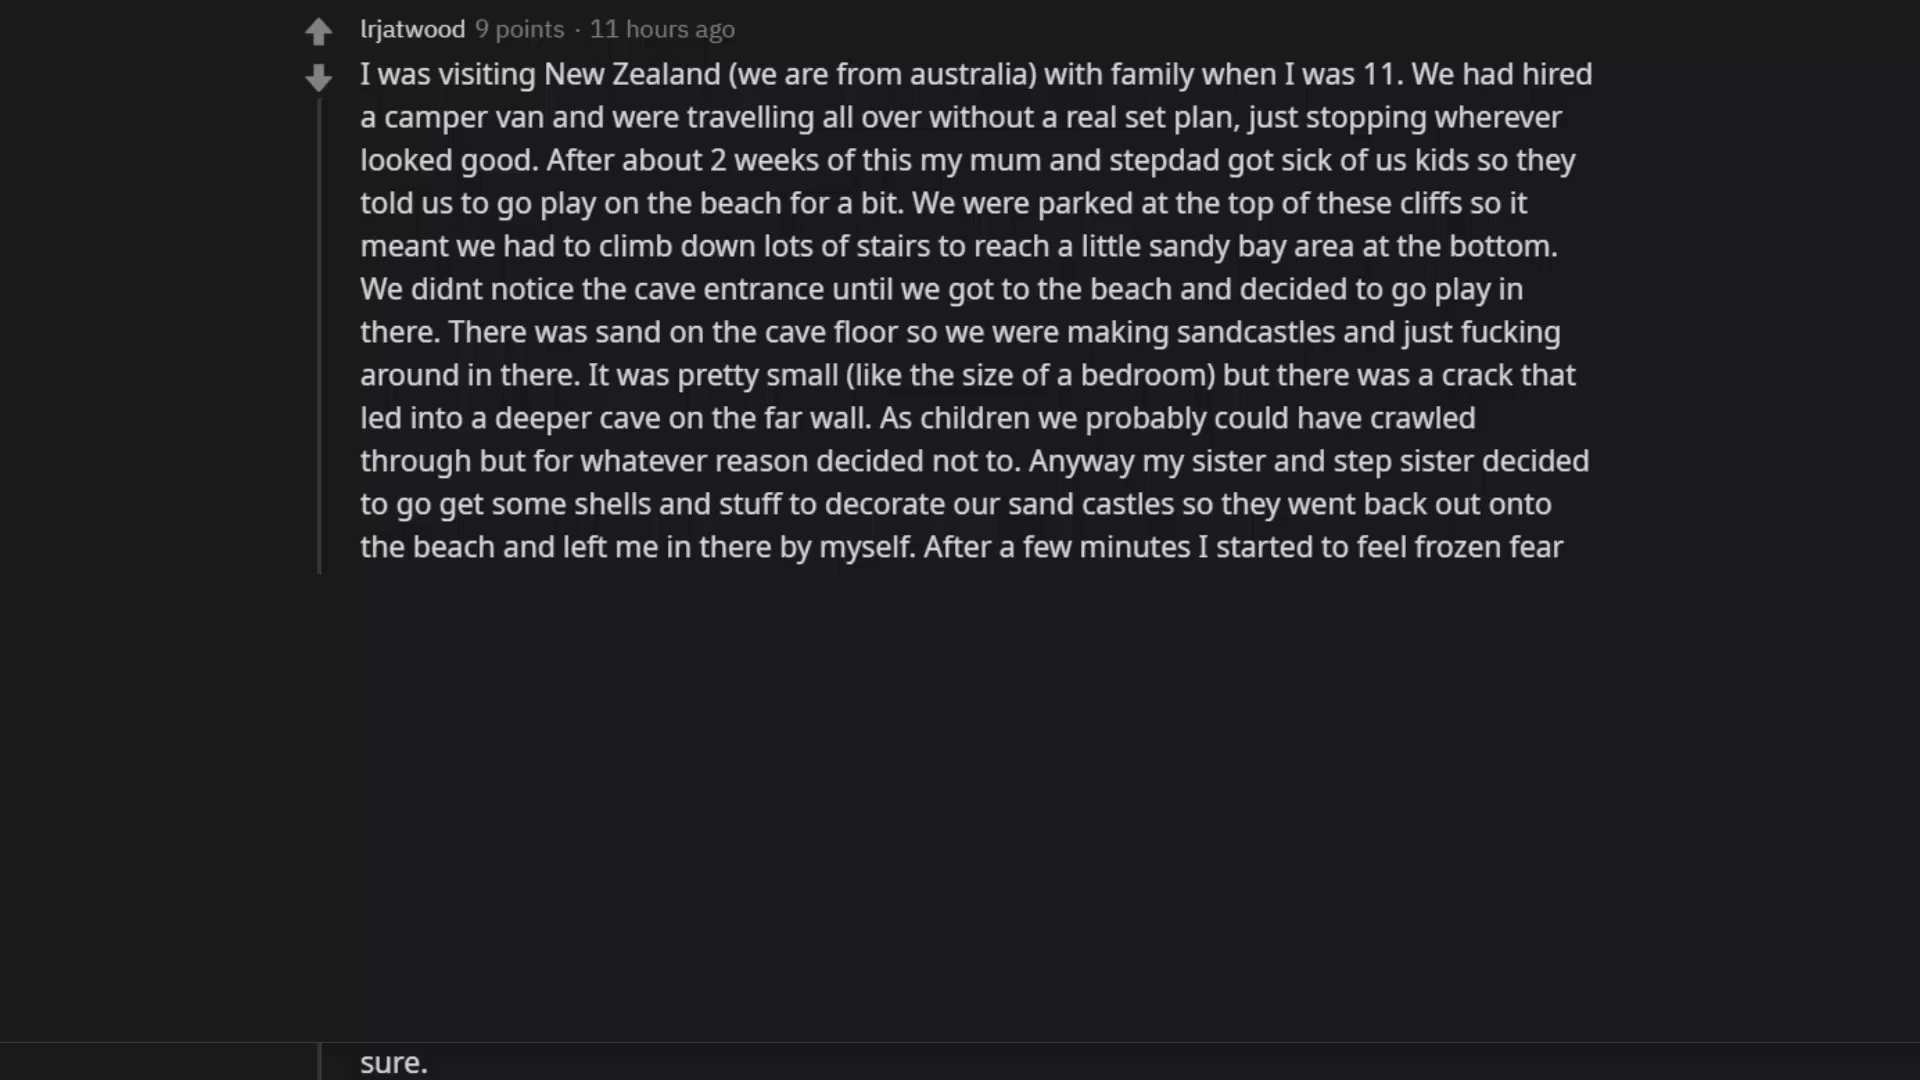 lrjatwood 9 points · 11 hours ago
I was visiting New Zealand (we are from australia) with family when I was 11. We had hired
a camper van and were travelling all over without a real set plan, just stopping wherever
looked good. After about 2 weeks of this my mum and stepdad got sick of us kids so they
told us to go play on the beach for a bit. We were parked at the top of these cliffs so it
meant we had to climb down lots of stairs to reach a little sandy bay area at the bottom.
We didnt notice the cave entrance until we got to the beach and decided to go play in
there. There was sand on the cave floor so we were making sandcastles and just fucking
around in there. It was pretty small (like the size of a bedroom) but there was a crack that
led into a deeper cave on the far wall. As children we probably could have crawled
through but for whatever reason decided not to. Anyway my sister and step sister decided
to go get some shells and stuff to decorate our sand castles so they went back out onto
the beach and left me in there by myself. After a few minutes I started to feel frozen fear
sure.